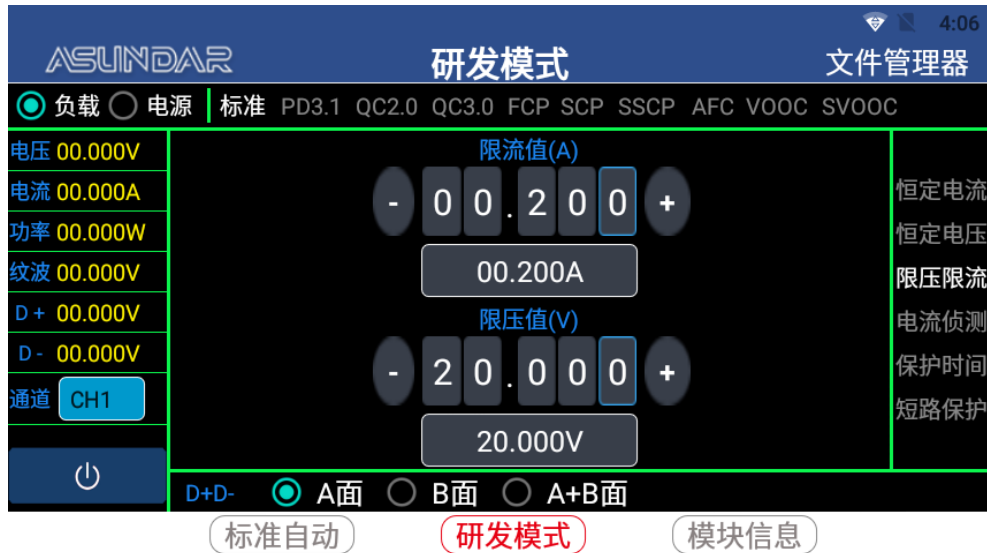 4:06
ASUNDAR 研发模式 文件管理器
负载 电源 标准 PD3.1 QC2.0 QC3.0 FCP SCP SSCP AFC VOOC SVOOC
电压 00.000V
电流 00.000A
功率 00.000W
纹波 00.000V
D+ 00.000V
D- 00.000V
通道 CH1
限流值(A)
- 0 0 . 2 0 0 +
00.200A
限压值(V)
- 2 0 . 0 0 0 +
20.000V
恒定电流
恒定电压
限压限流
电流侦测
保护时间
短路保护
D+D- A面 B面 A+B面
标准自动 研发模式 模块信息